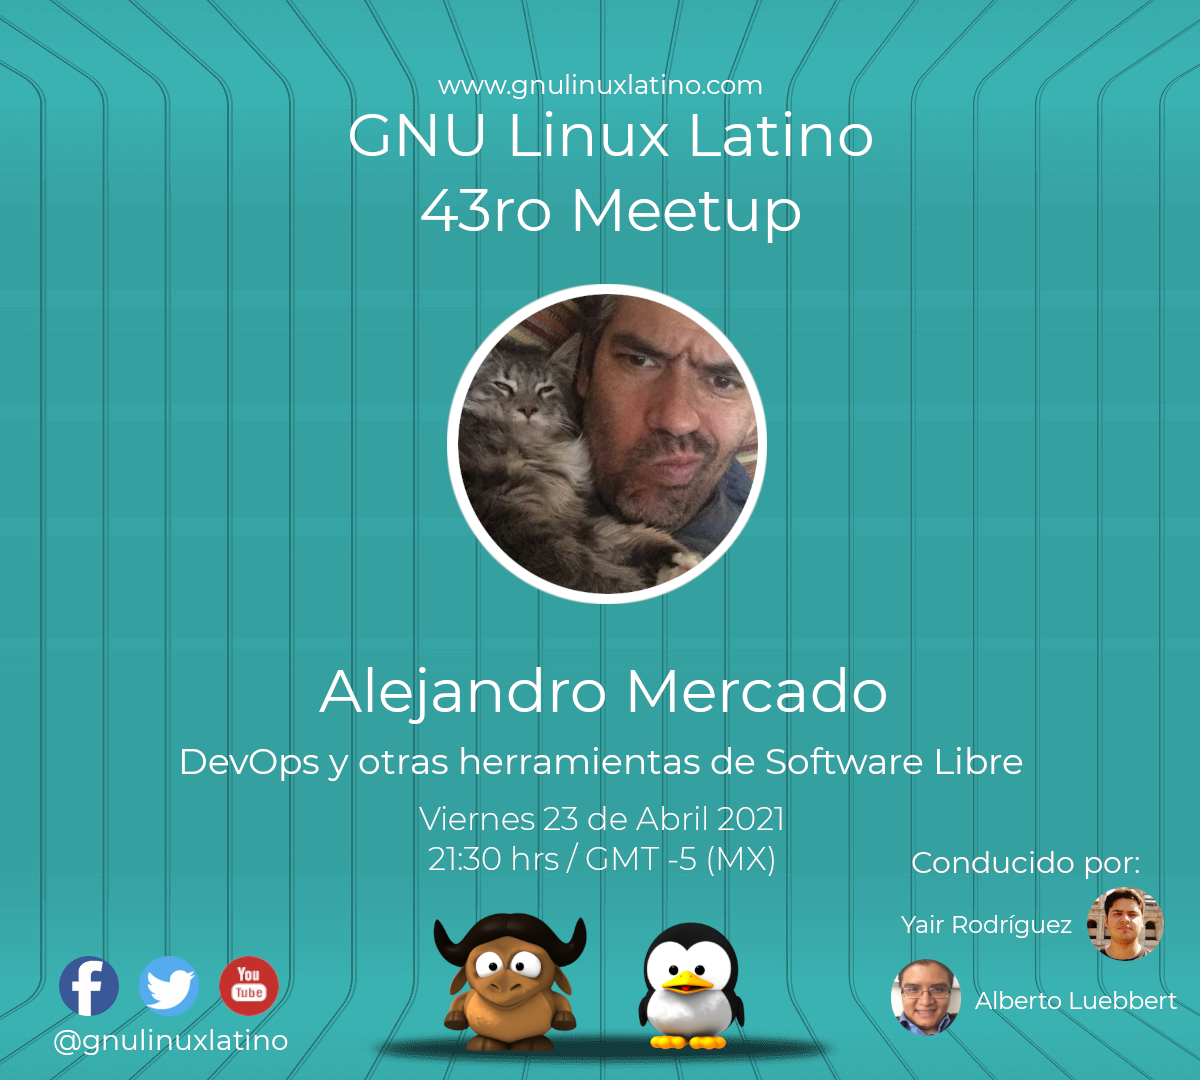 www.gnulinuxlatino.com
GNU Linux Latino
43ro Meetup
Alejandro Mercado
DevOps y otras herramientas de Software Libre
Viernes 23 de Abril 2021
21:30 hrs / GMT -5 (MX)
Conducido por:
Yair Rodríguez
Alberto Luebbert
You
Tube
@gnulinuxlatino